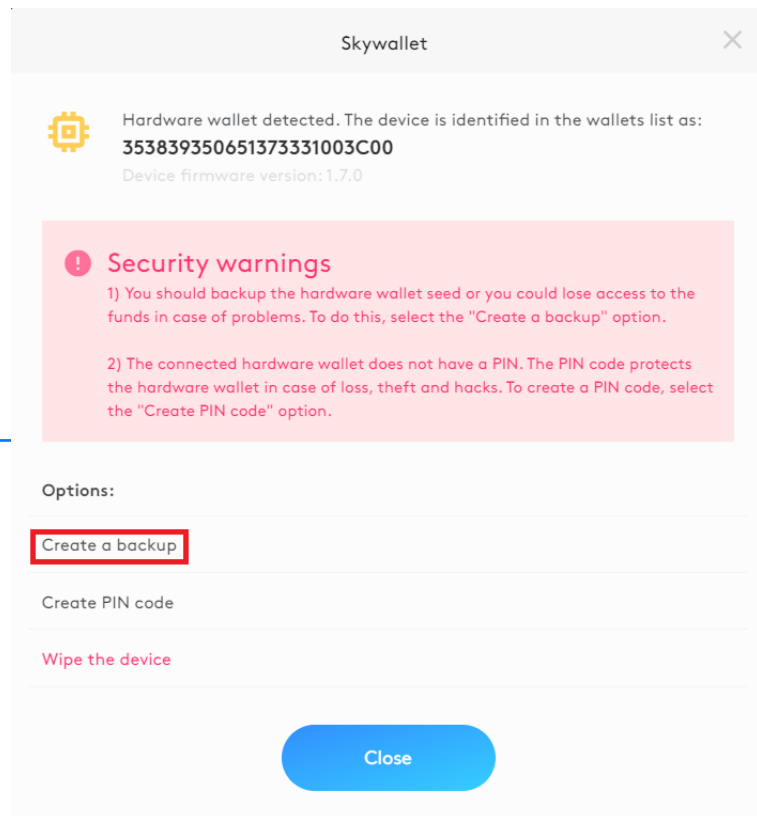 Skywallet
Hardware wallet detected. The device is identified in the wallets list as:
353839350651373331003C00
Device firmware version: 1.7.0
Security warnings
1) You should backup the hardware wallet seed or you could lose access to the
funds in case of problems. To do this, select the "Create a backup" option.
2) The connected hardware wallet does not have a PIN. The PIN code protects
the hardware wallet in case of loss, theft and hacks. To create a PIN code, select
the "Create PIN code" option.
Options:
Create a backup
Create PIN code
Wipe the device
Close